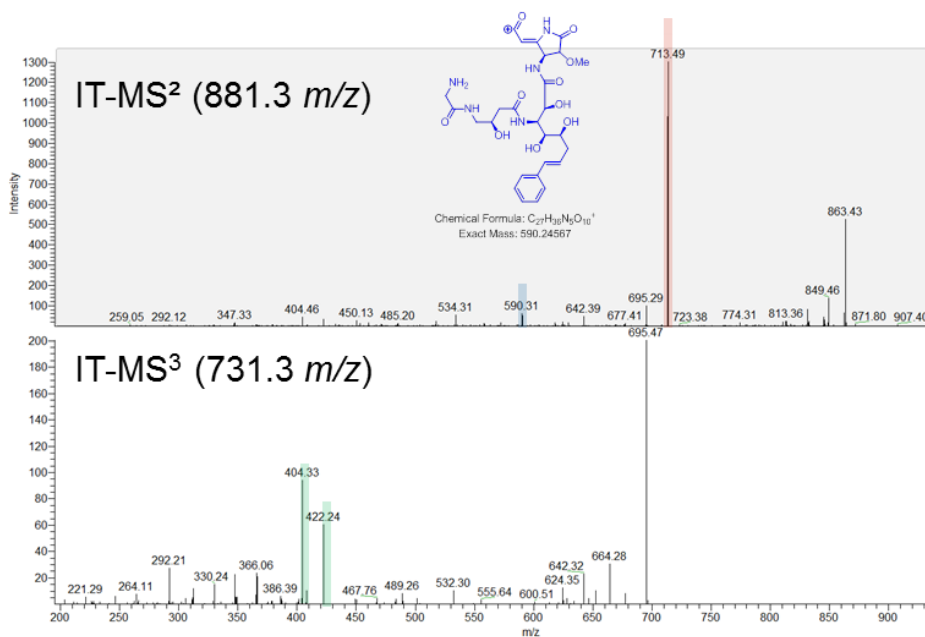 IT-MS² (881.3 m/z)
O
⊕
NH
O
OMe
HN
O
NH₂
O
NH
O
OH
HN
OH
HO
OH
Chemical Formula: C₂₇H₃₆N₅O₁₀⁺
Exact Mass: 590.24567
Intensity
1300
1200
1100
1000
900
800
700
600
500
400
300
200
100
259.05
292.12
347.33
404.46
450.13
485.20
534.31
590.31
642.39
677.41
695.29
713.49
723.38
774.31
813.36
849.46
863.43
871.80
907.40
IT-MS³ (731.3 m/z)
200
180
160
140
120
100
80
60
40
20
221.29
264.11
292.21
330.24
366.06
386.39
404.33
422.24
467.76
489.26
532.30
555.64
600.51
624.35
642.32
664.28
695.47
200 250 300 350 400 450 500 550 600 650 700 750 800 850 900
m/z